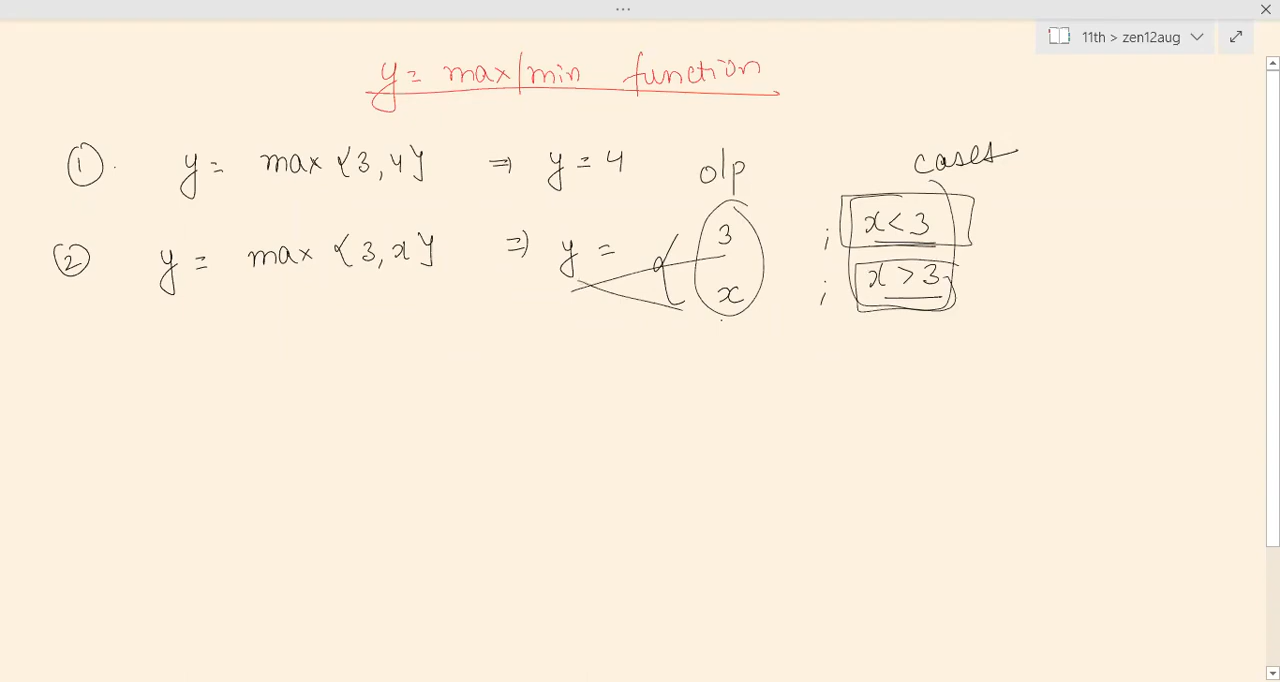 ...
11th > zen12aug
y = max/min function
① y = max {3,4} ⇒ y = 4 o/p cases
② y = max {3,x} ⇒ y = { 3 ; x < 3
x ; x > 3